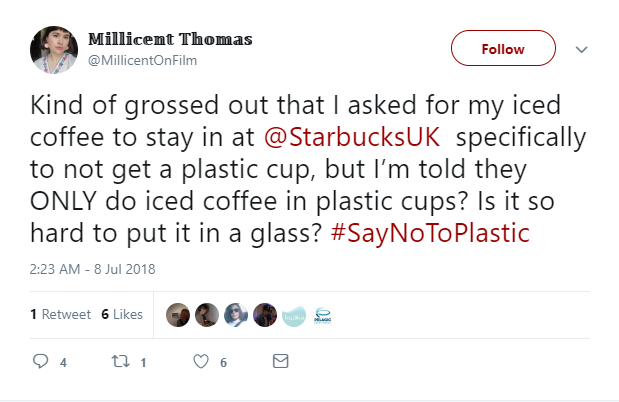 Millicent Thomas
@MillicentOnFilm
Follow
Kind of grossed out that I asked for my iced
coffee to stay in at @StarbucksUK specifically
to not get a plastic cup, but I’m told they
ONLY do iced coffee in plastic cups? Is it so
hard to put it in a glass? #SayNoToPlastic
2:23 AM - 8 Jul 2018
1 Retweet 6 Likes
PELAGIC
4 1 6